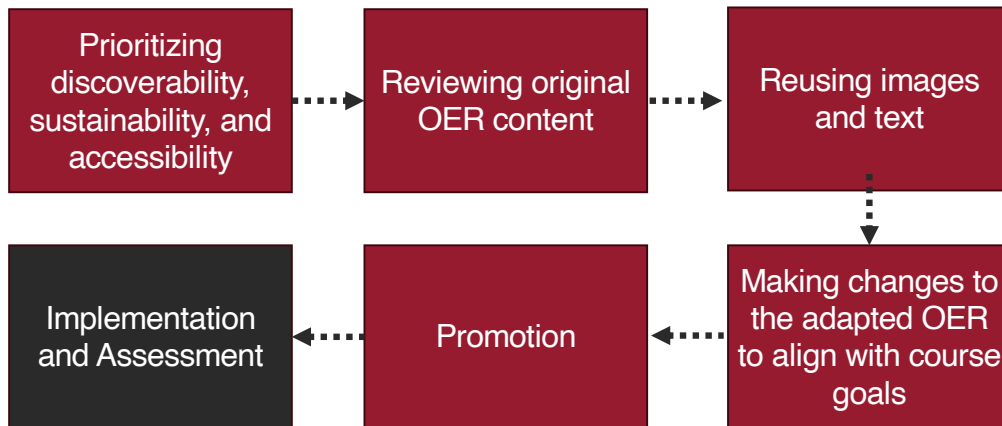 Prioritizing
discoverability,
sustainability, and
accessibility
Reviewing original
OER content
Reusing images
and text
Making changes to
the adapted OER
to align with course
goals
Promotion
Implementation
and Assessment